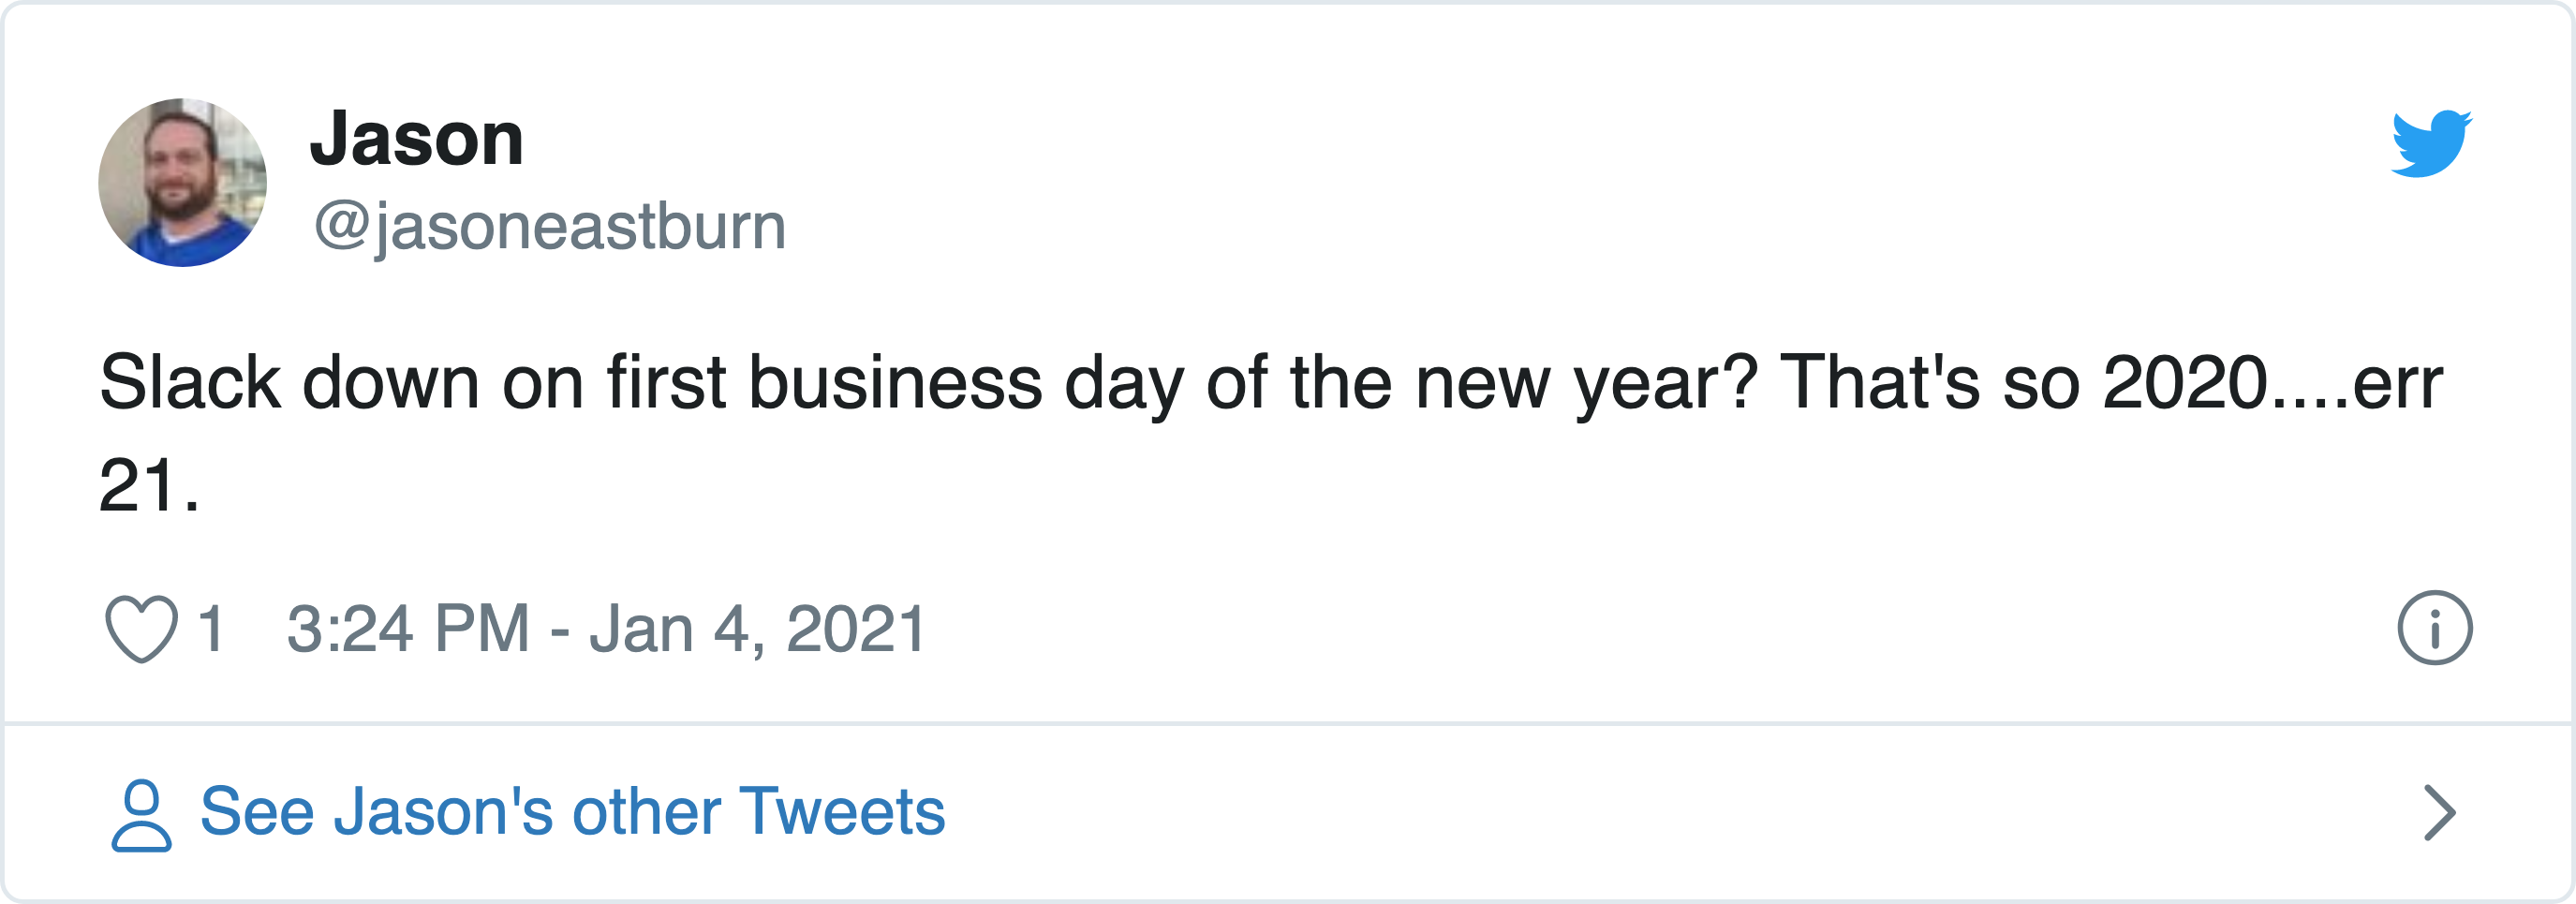 Jason
@jasoneastburn
Slack down on first business day of the new year? That's so 2020....err
21.
1 3:24 PM - Jan 4, 2021
See Jason's other Tweets